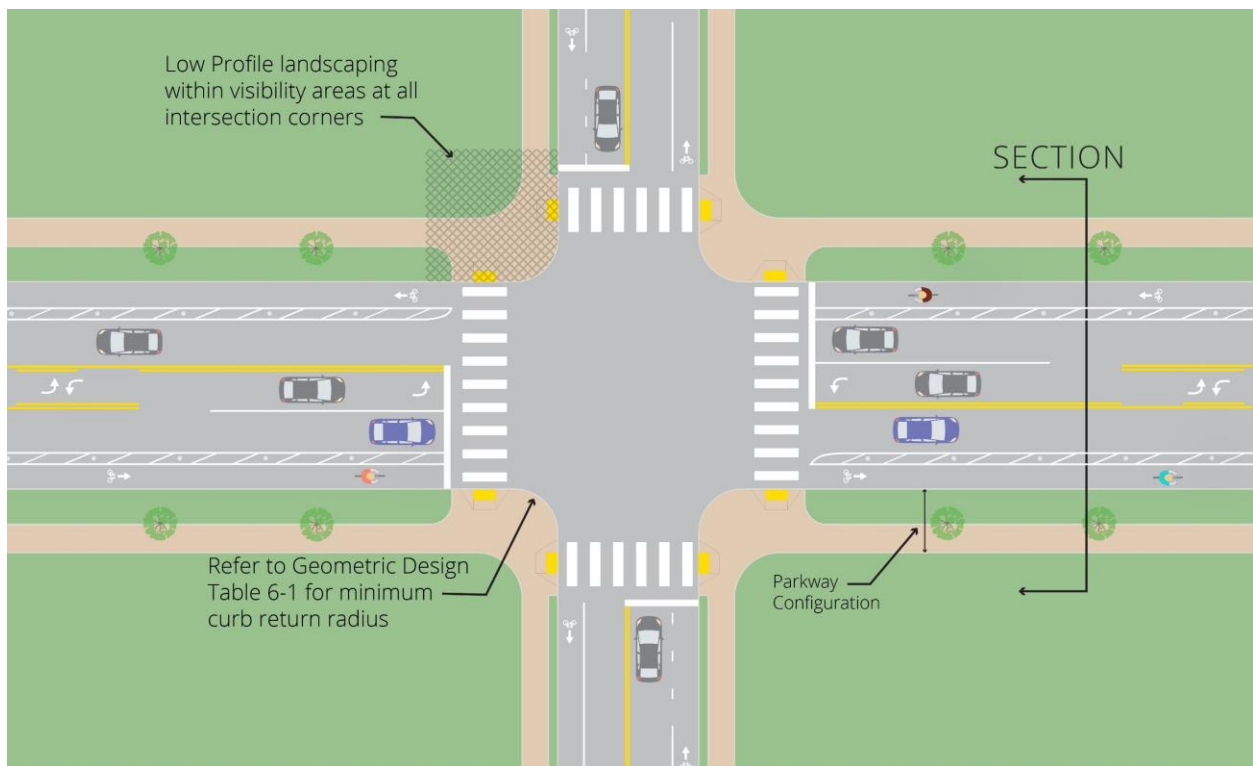 Low Profile landscaping
within visibility areas at all
intersection corners
SECTION
Refer to Geometric Design
Table 6-1 for minimum
curb return radius
Parkway
Configuration